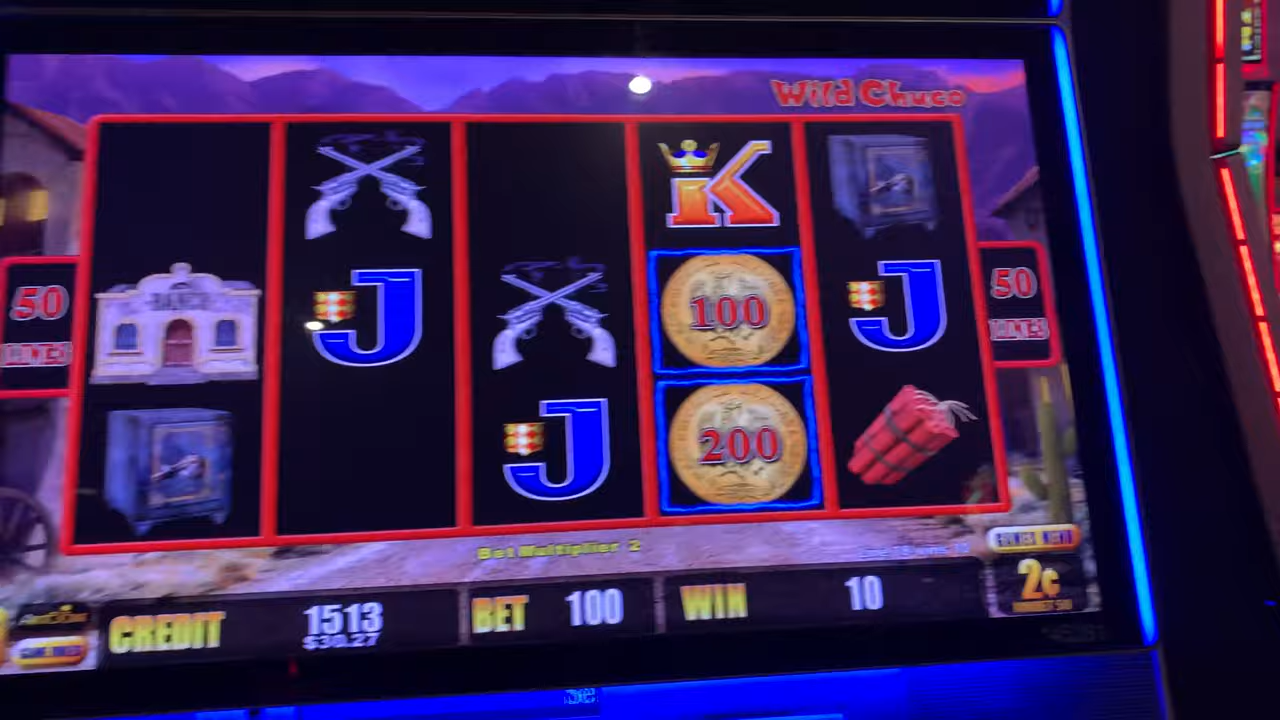 Wild Chuco
K
100
J
J
50
LINES
50
LINES
BANK
200
J
Bet Multiplier 2
CREDIT
1513
$30.27
BET
100
WIN
10
2¢